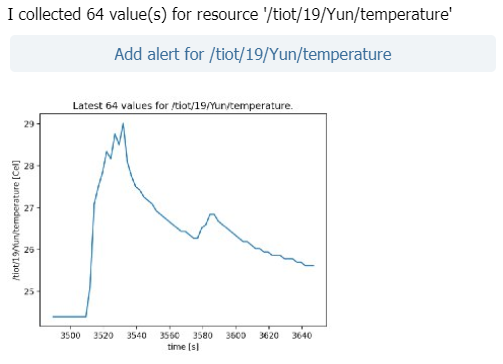 I collected 64 value(s) for resource '/tiot/19/Yun/temperature'
Add alert for /tiot/19/Yun/temperature
Latest 64 values for /tiot/19/Yun/temperature.
/tiot/19/Yun/temperature [Cel]
29
28
27
26
25
3500 3520 3540 3560 3580 3600 3620 3640
time [s]